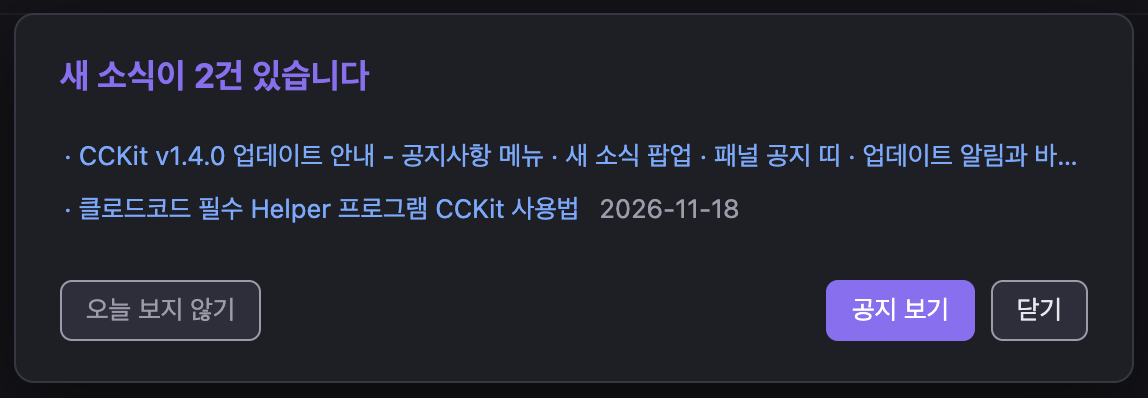 새 소식이 2건 있습니다
· CCKit v1.4.0 업데이트 안내 - 공지사항 메뉴 · 새 소식 팝업 · 패널 공지 띠 · 업데이트 알림과 바...
· 클로드코드 필수 Helper 프로그램 CCKit 사용법 2026-11-18
오늘 보지 않기 공지 보기 닫기